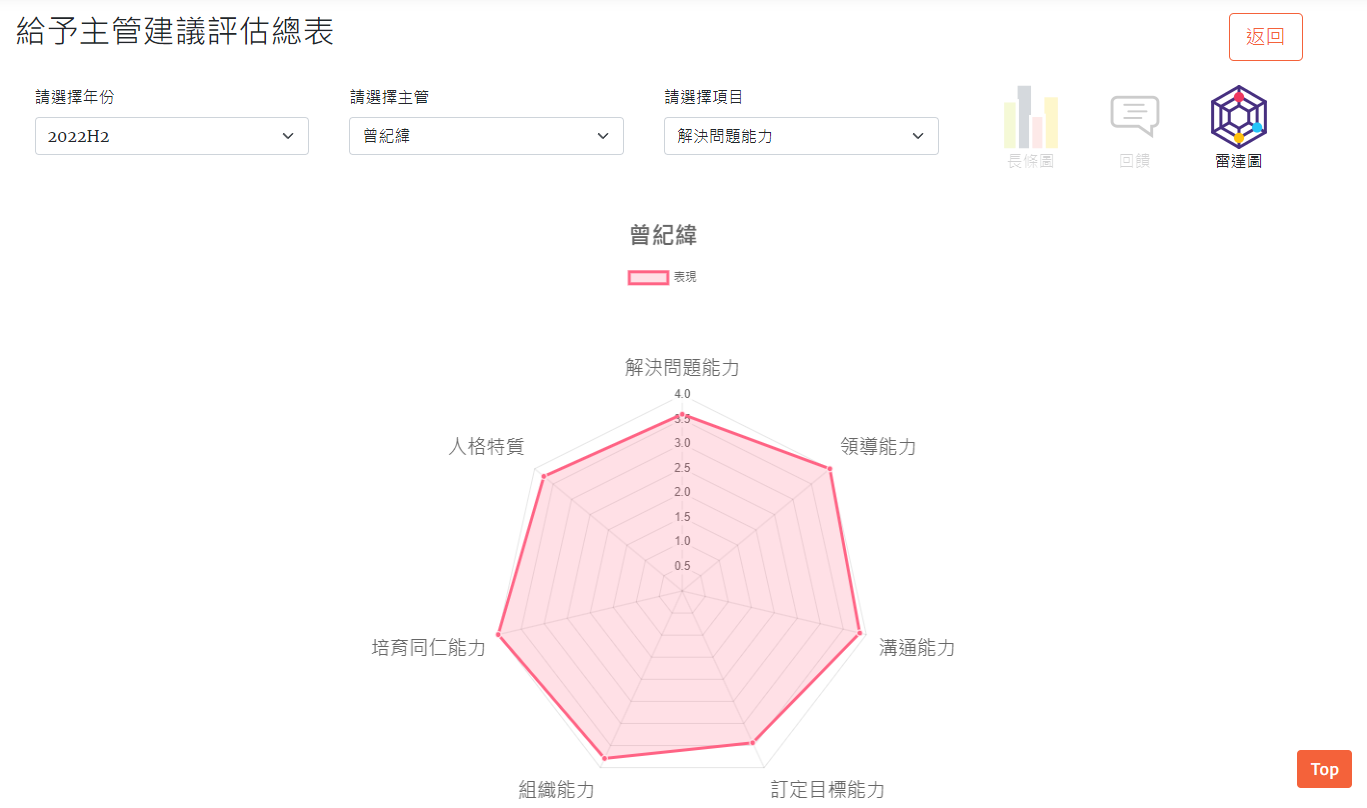 給予主管建議評估總表
返回
請選擇年份
請選擇主管
請選擇項目
2022H2
曾紀緯
解決問題能力
長條圖
回饋
雷達圖
曾紀緯
表現
解決問題能力
4.0
3.5
人格特質
3.0
領導能力
2.5
2.0
1.5
1.0
0.5
培育同仁能力
溝通能力
組織能力
訂定目標能力
Top